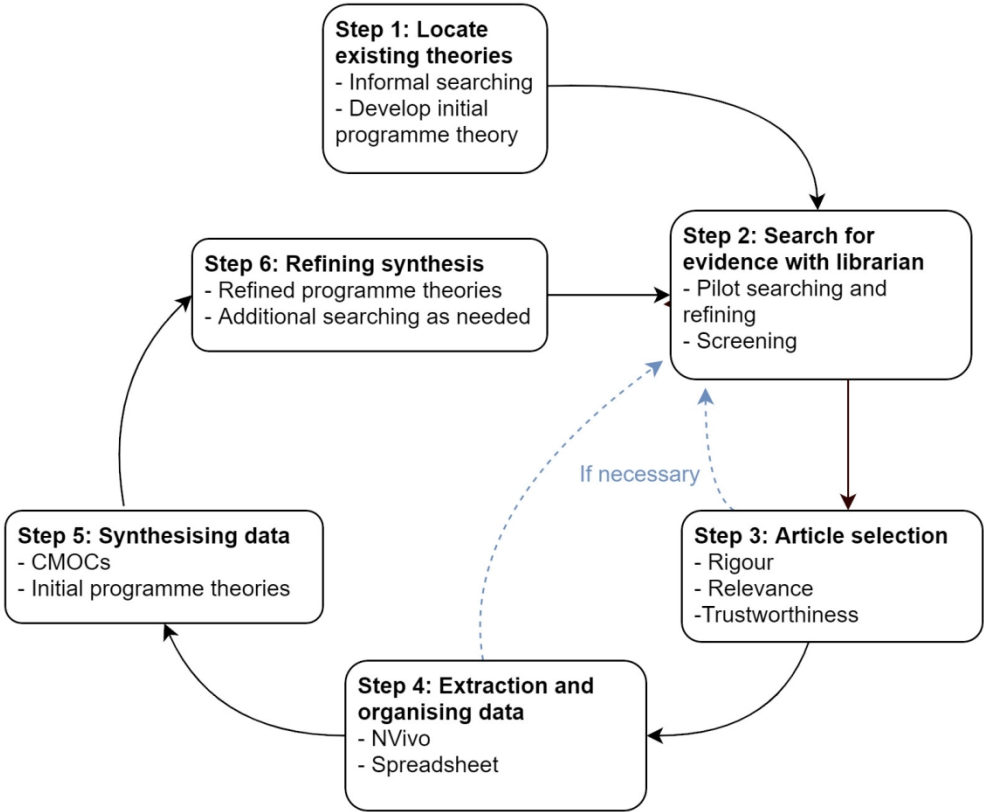 Step 1: Locate
existing theories
- Informal searching
- Develop initial
programme theory
Step 2: Search for
evidence with librarian
- Pilot searching and
refining
- Screening
Step 6: Refining synthesis
- Refined programme theories
- Additional searching as needed
If necessary
Step 3: Article selection
- Rigour
- Relevance
-Trustworthiness
Step 5: Synthesising data
- CMOCs
- Initial programme theories
Step 4: Extraction and
organising data
- NVivo
- Spreadsheet